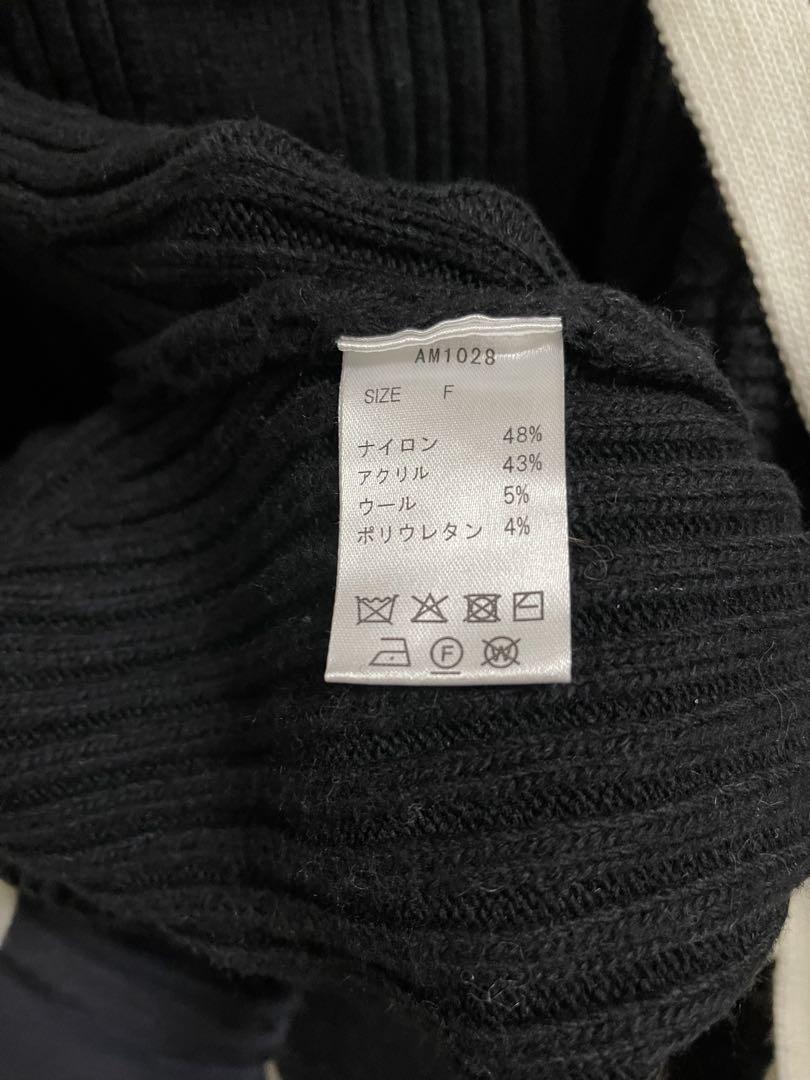 AM1028
SIZE F
ナイロン 48%
アクリル 43%
ウール 5%
ポリウレタン 4%
F W